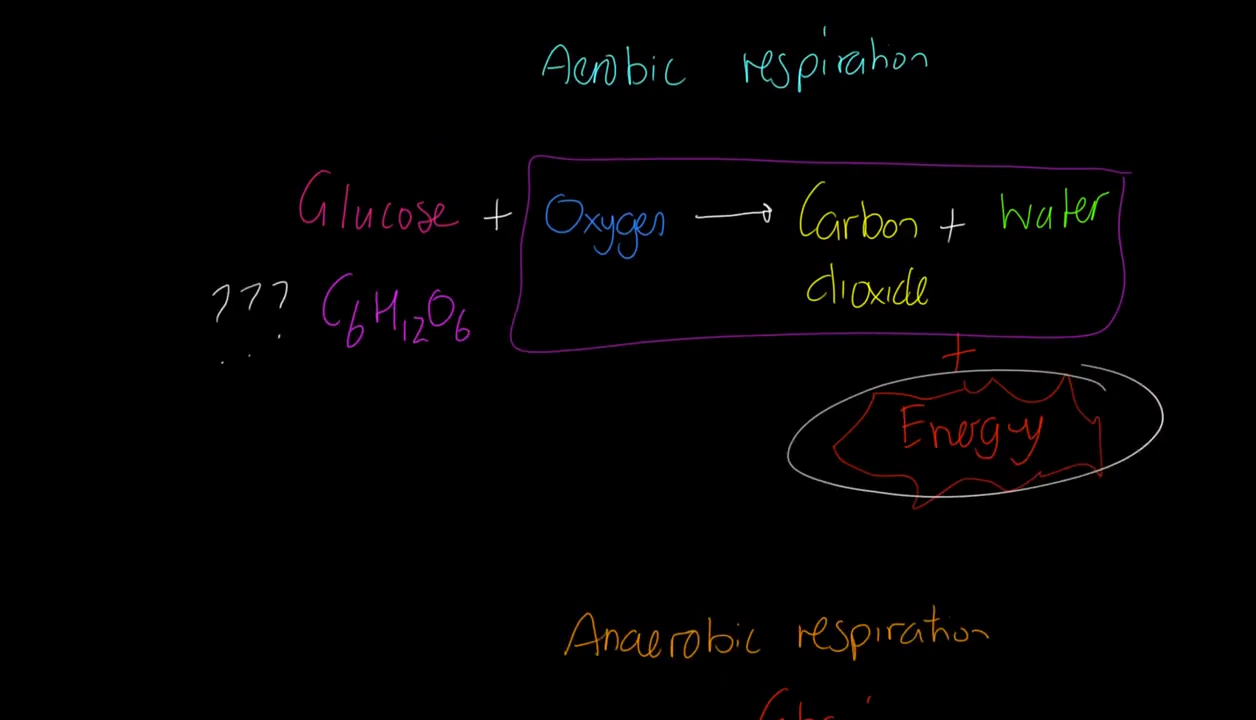 Aerobic respiration
Glucose + Oxygen → Carbon + water
dioxide
??? C₆H₁₂O₆
+
Energy
Anaerobic respiration